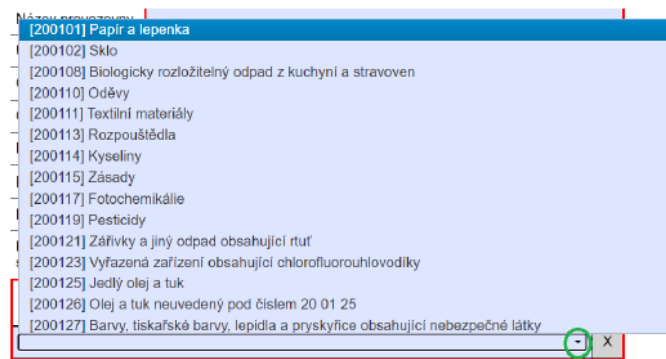 Název provozovny
[200101] Papír a lepenka
[200102] Sklo
[200108] Biologicky rozložitelný odpad z kuchyní a stravoven
[200110] Oděvy
[200111] Textilní materiály
[200113] Rozpouštědla
[200114] Kyseliny
[200115] Zásady
[200117] Fotochemikálie
[200119] Pesticidy
[200121] Zářivky a jiný odpad obsahující rtuť
[200123] Vyřazená zařízení obsahující chlorofluorouhlovodíky
[200125] Jedlý olej a tuk
[200126] Olej a tuk neuvedený pod číslem 20 01 25
[200127] Barvy, tiskařské barvy, lepidla a pryskyřice obsahující nebezpečné látky
X